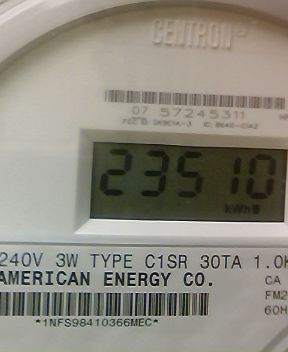 CENTRON®
07 57245311
23510
kWh
240V 3W TYPE C1SR 30TA 1.0K
AMERICAN ENERGY CO.
CA
FM2
60H
*1NFS98410366MEC*